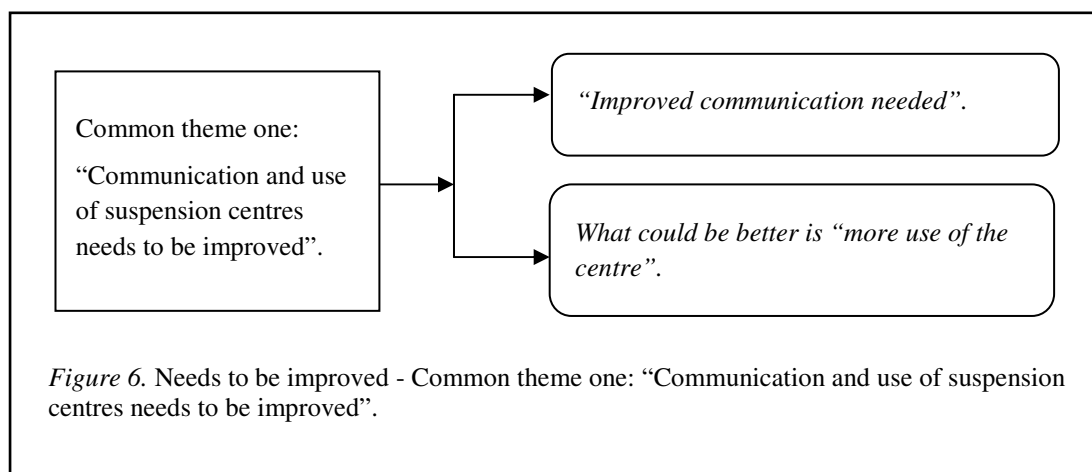 Common theme one:
“Communication and use
of suspension centres
needs to be improved”.
“Improved communication needed”.
What could be better is “more use of the
centre”.
Figure 6. Needs to be improved - Common theme one: “Communication and use of suspension
centres needs to be improved”.